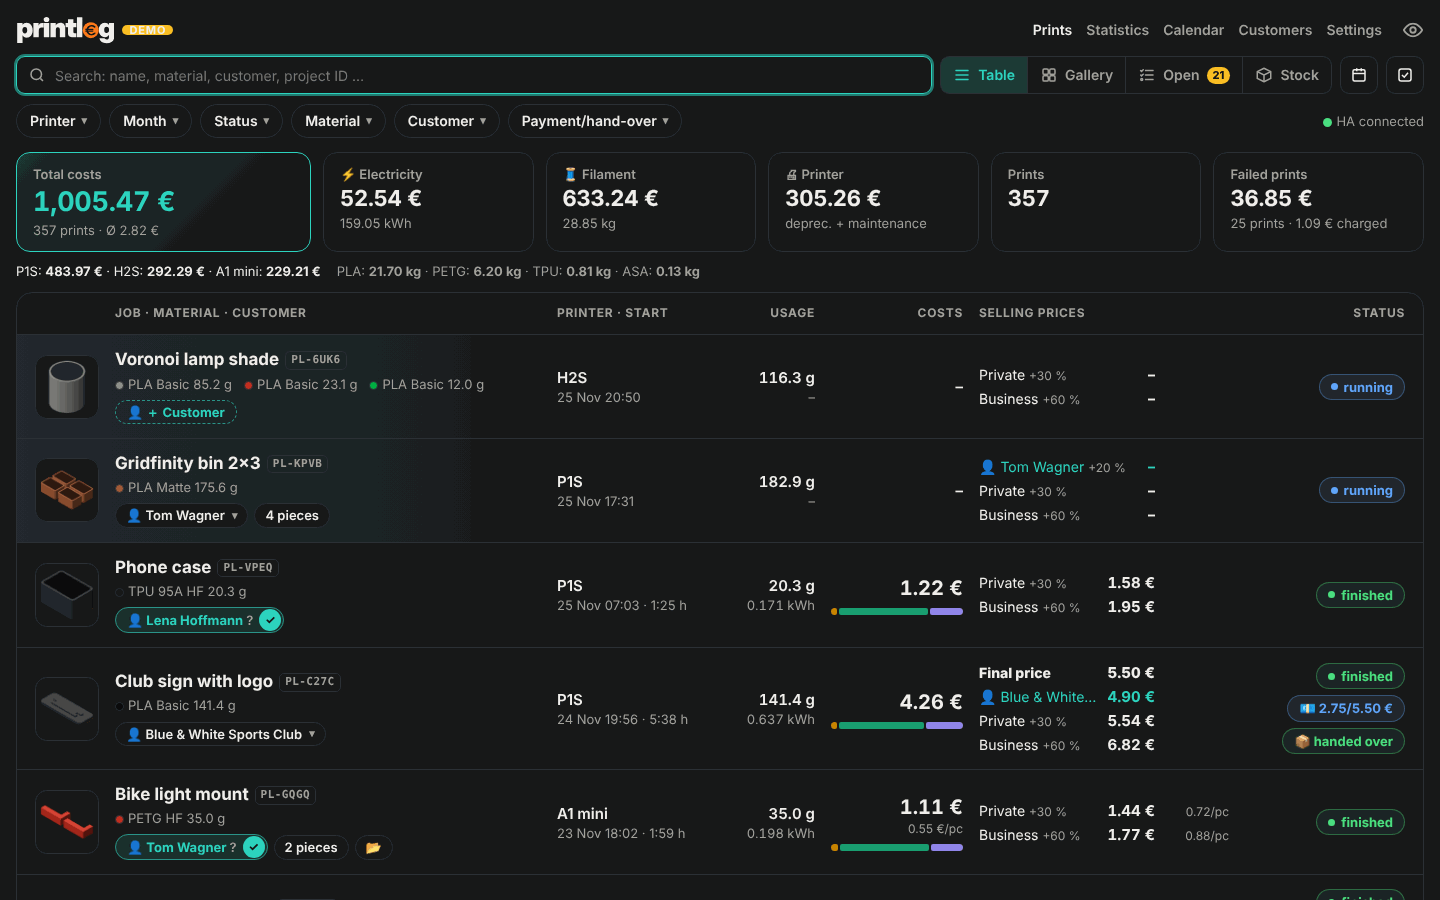 printlog DEMO
Prints Statistics Calendar Customers Settings
Search: name, material, customer, project ID ...
Table Gallery Open 21 Stock
Printer ▾ Month ▾ Status ▾ Material ▾ Customer ▾ Payment/hand-over ▾
HA connected
Total costs
1,005.47 €
357 prints · Ø 2.82 €
⚡ Electricity
52.54 €
159.05 kWh
🧵 Filament
633.24 €
28.85 kg
🖨 Printer
305.26 €
deprec. + maintenance
Prints
357
Failed prints
36.85 €
25 prints · 1.09 € charged
P1S: 483.97 € · H2S: 292.29 € · A1 mini: 229.21 € PLA: 21.70 kg · PETG: 6.20 kg · TPU: 0.81 kg · ASA: 0.13 kg
JOB · MATERIAL · CUSTOMER PRINTER · START USAGE COSTS SELLING PRICES STATUS
Voronoi lamp shade PL-6UK6
PLA Basic 85.2 g PLA Basic 23.1 g PLA Basic 12.0 g
👤 + Customer
H2S
25 Nov 20:50
116.3 g
–
–
Private +30 % –
Business +60 % –
running
Gridfinity bin 2×3 PL-KPVB
PLA Matte 175.6 g
👤 Tom Wagner ▾ 4 pieces
P1S
25 Nov 17:31
182.9 g
–
–
👤 Tom Wagner +20 % –
Private +30 % –
Business +60 % –
running
Phone case PL-VPEQ
TPU 95A HF 20.3 g
👤 Lena Hoffmann ? ✓
P1S
25 Nov 07:03 · 1:25 h
20.3 g
0.171 kWh
1.22 €
Private +30 % 1.58 €
Business +60 % 1.95 €
finished
Club sign with logo PL-C27C
PLA Basic 141.4 g
👤 Blue & White Sports Club ▾
P1S
24 Nov 19:56 · 5:38 h
141.4 g
0.637 kWh
4.26 €
Final price 5.50 €
👤 Blue & White... 4.90 €
Private +30 % 5.54 €
Business +60 % 6.82 €
finished
💶 2.75/5.50 €
📦 handed over
Bike light mount PL-GQGQ
PETG HF 35.0 g
👤 Tom Wagner ? ✓ 2 pieces 📂
A1 mini
23 Nov 18:02 · 1:59 h
35.0 g
0.198 kWh
1.11 €
0.55 €/pc
Private +30 % 1.44 € 0.72/pc
Business +60 % 1.77 € 0.88/pc
finished